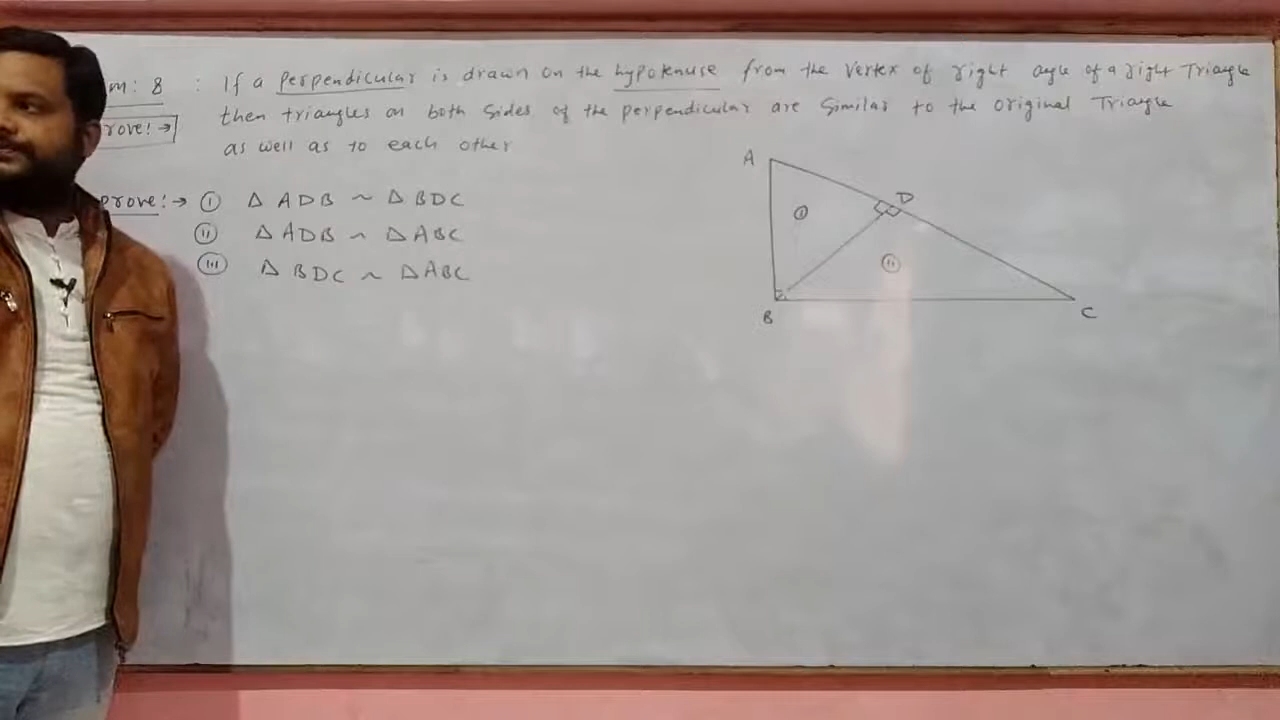 m: 8 : If a perpendicular is drawn on the hypotenuse from the vertex of right angle of a right Triangle
rove! → then triangles on both sides of the perpendicular are similar to the original Triangle
as well as to each other
prove! → (i) Δ ADB ~ Δ BDC
(ii) Δ ADB ~ Δ ABC
(iii) Δ BDC ~ Δ ABC
A
D
(i)
(ii)
B
C